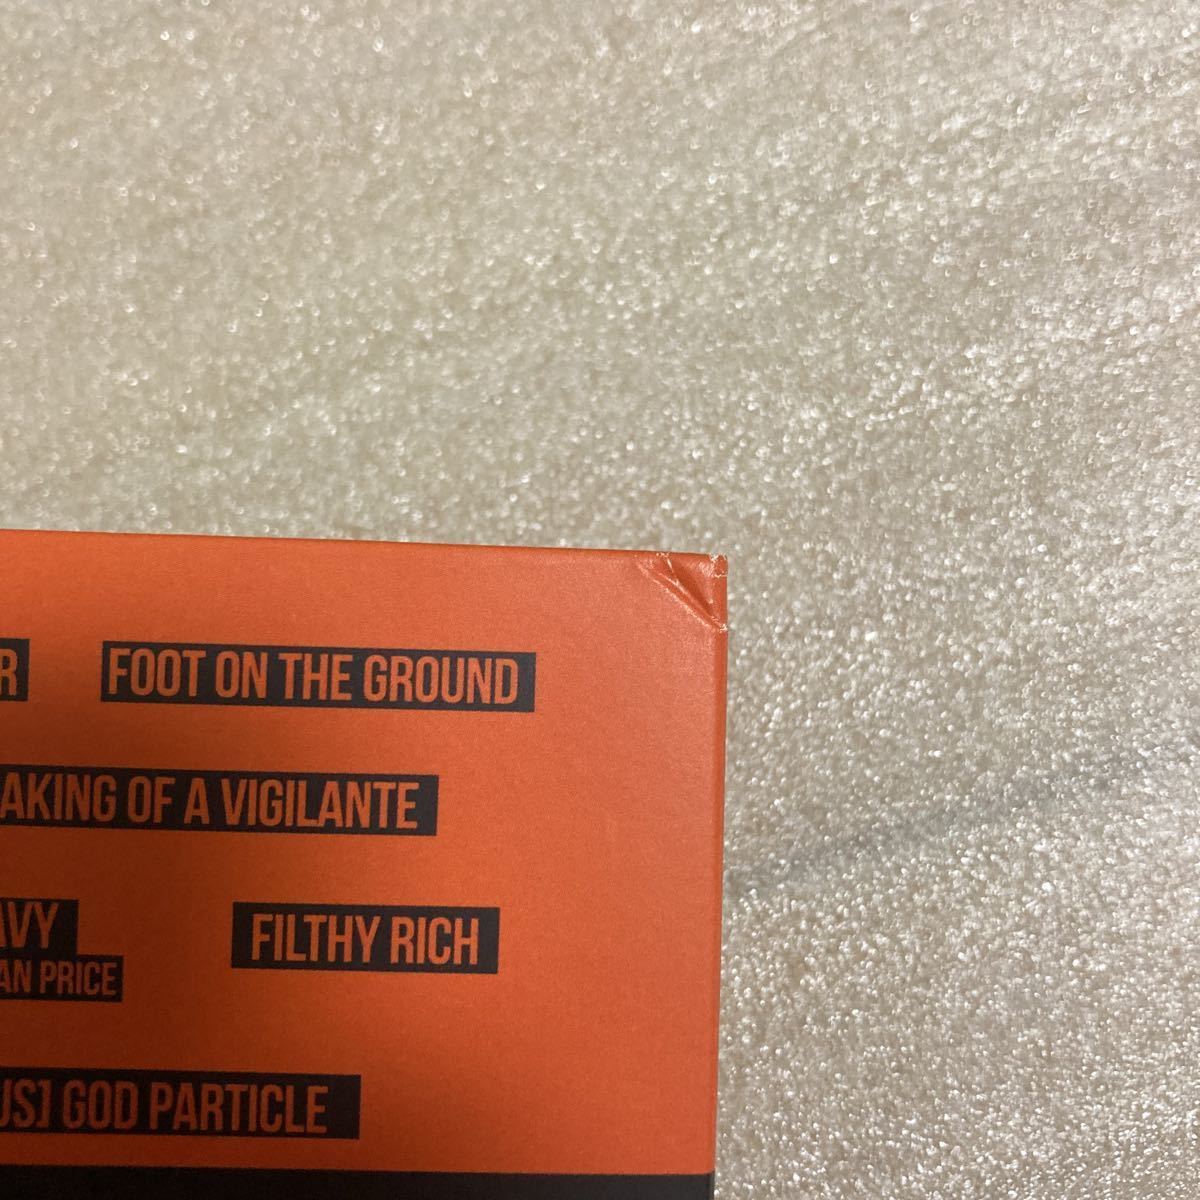 R FOOT ON THE GROUND
AKING OF A VIGILANTE
AVY FILTHY RICH
AN PRICE
US] GOD PARTICLE